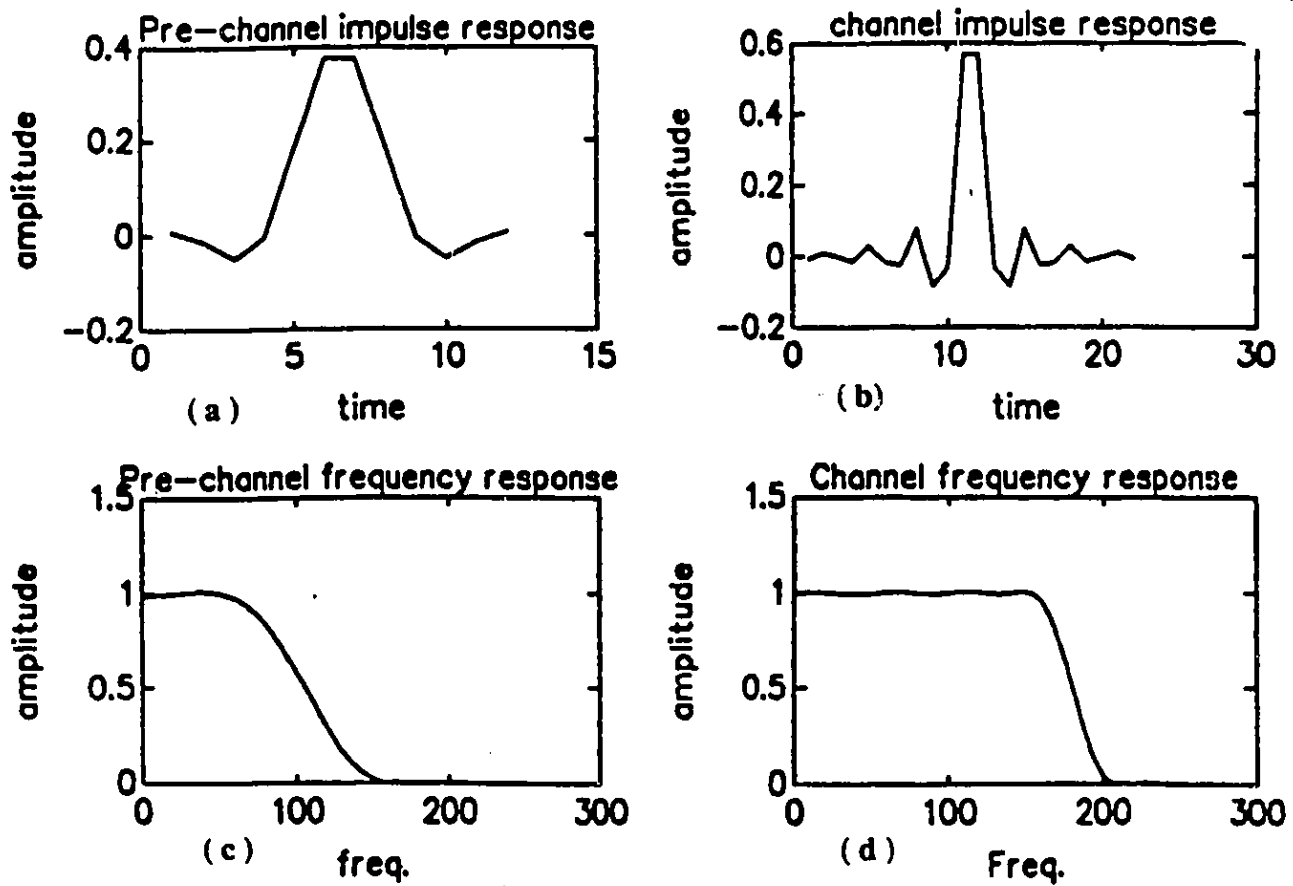 Pre-channel impulse response
0.4
0.2
0
-0.2
amplitude
0 5 10 15
(a) time
channel impulse response
0.6
0.4
0.2
0
-0.2
amplitude
0 10 20 30
(b) time
Pre-channel frequency response
1.5
1
0.5
0
amplitude
0 100 200 300
(c) freq.
Channel frequency response
1.5
1
0.5
0
amplitude
0 100 200 300
(d) Freq.